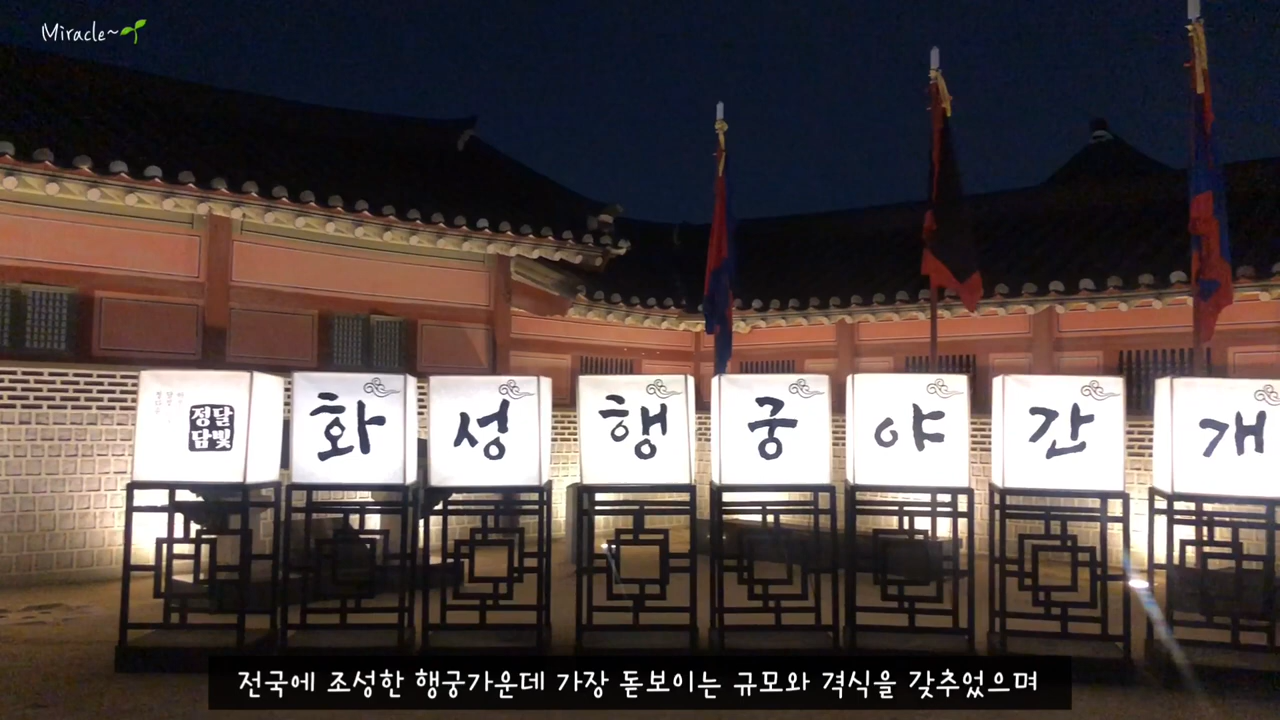 Miracle~
정달
담빛
화성행궁야간개
전국에 조성한 행궁가운데 가장 돋보이는 규모와 격식을 갖추었으며